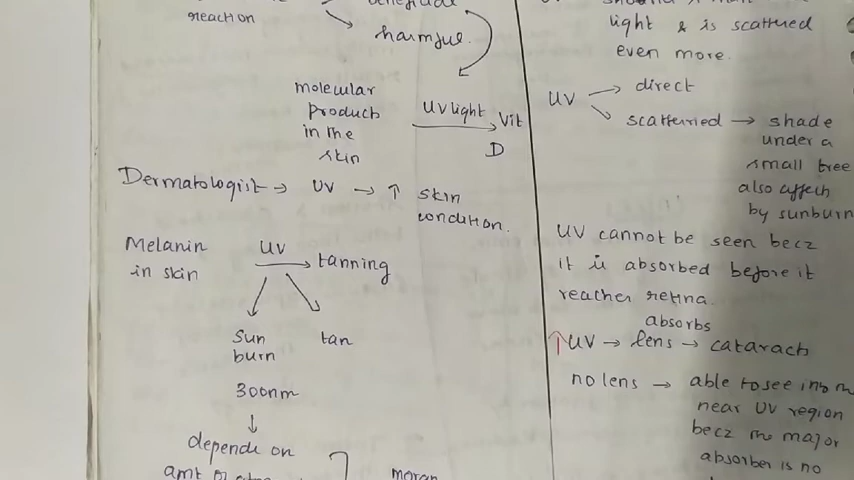 reaction
harmful.
molecular
products
in the
skin
UV light
Vit
D
Dermatologist → UV → ↑ skin
condition.
Melanin
in skin
UV
tanning
Sun
burn
tan
300nm
↓
depends on
light & is scattered
even more.
UV → direct
scatterried → shade
under a
small tree
also affects
by sunburn
UV cannot be seen becz
it is absorbed before it
reaches retina.
absorbs
↑UV → lens → cataracts
no lens → able to see in
near UV region
becz the major
absorber is no